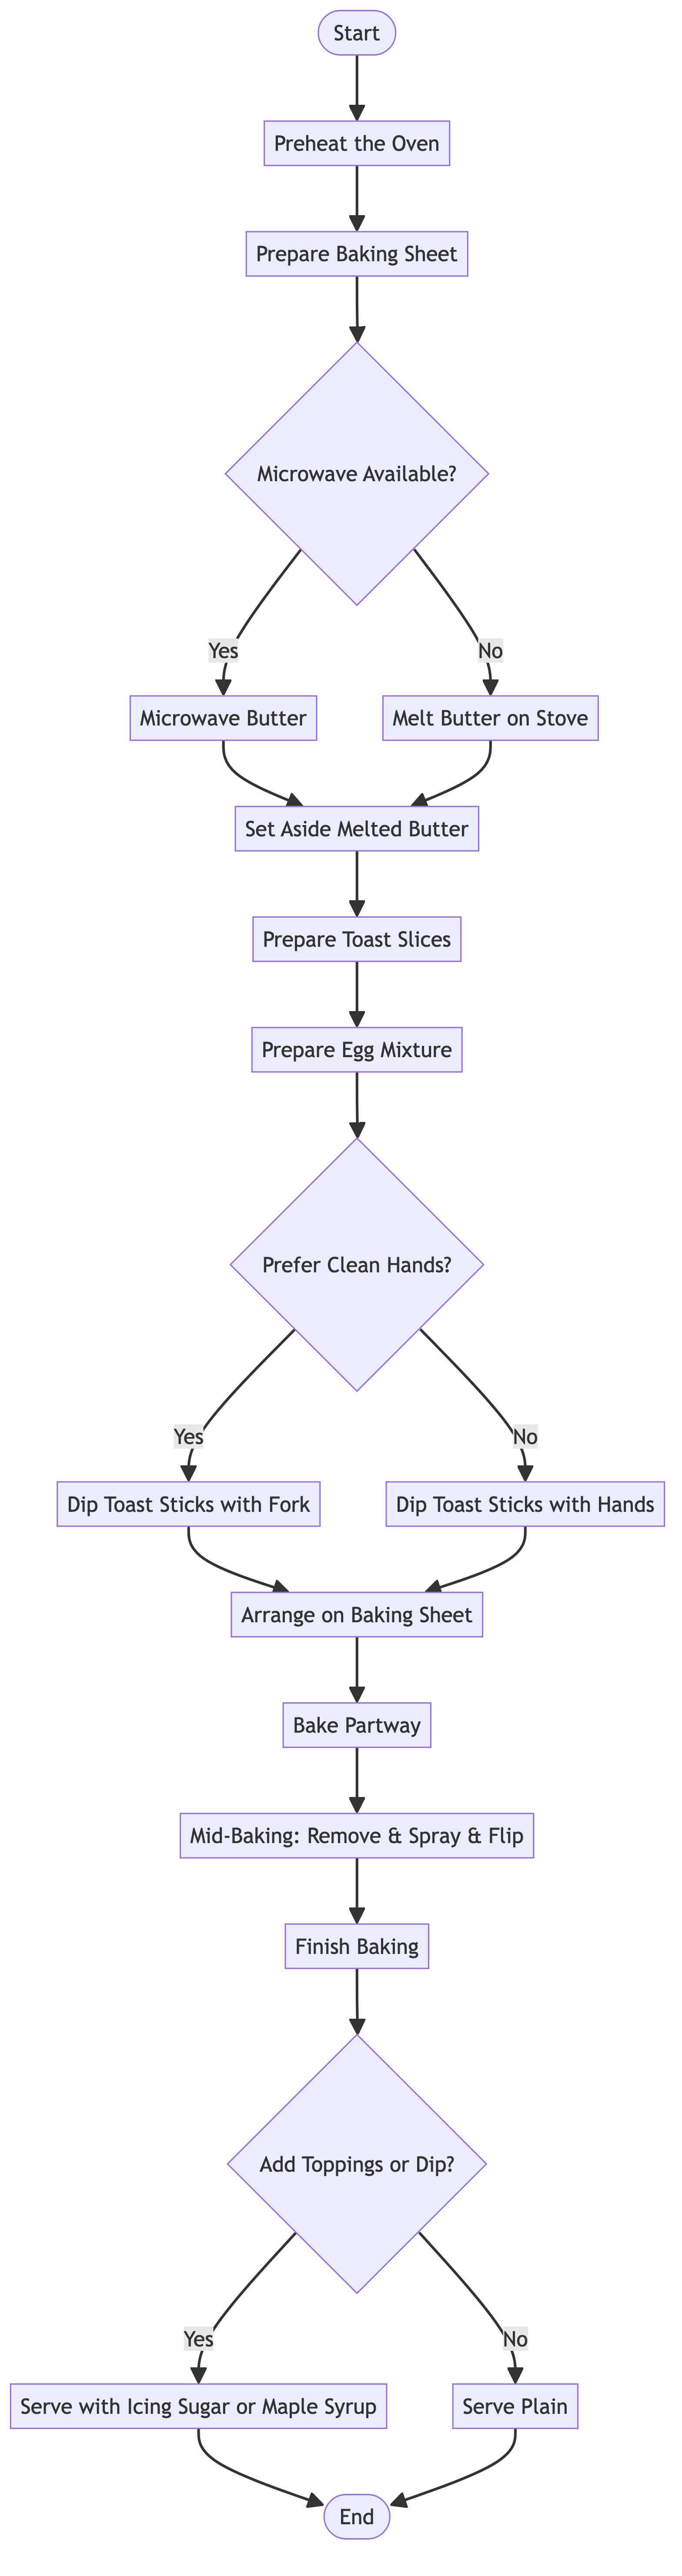 Start
Preheat the Oven
Prepare Baking Sheet
Microwave Available?
Yes
No
Microwave Butter
Melt Butter on Stove
Set Aside Melted Butter
Prepare Toast Slices
Prepare Egg Mixture
Prefer Clean Hands?
Yes
No
Dip Toast Sticks with Fork
Dip Toast Sticks with Hands
Arrange on Baking Sheet
Bake Partway
Mid-Baking: Remove & Spray & Flip
Finish Baking
Add Toppings or Dip?
Yes
No
Serve with Icing Sugar or Maple Syrup
Serve Plain
End